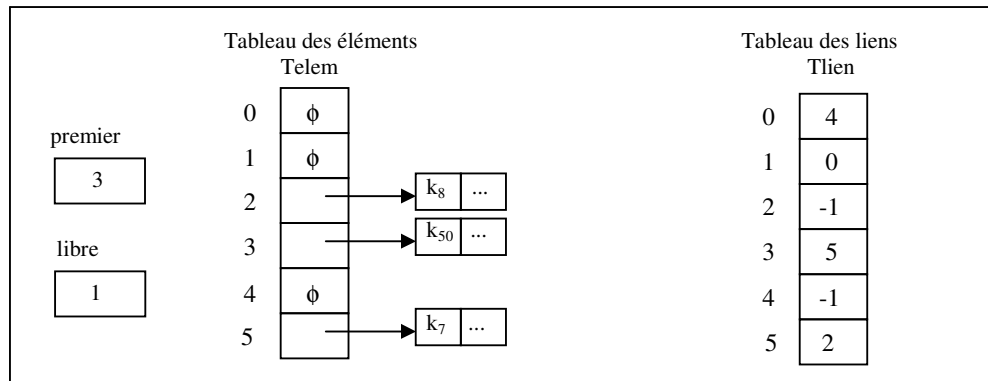 Tableau des éléments
Telem
Tableau des liens
Tlien
premier
3
libre
1
0 ϕ
1 ϕ
2 k8 ...
3 k50 ...
4 ϕ
5 k7 ...
0 4
1 0
2 -1
3 5
4 -1
5 2